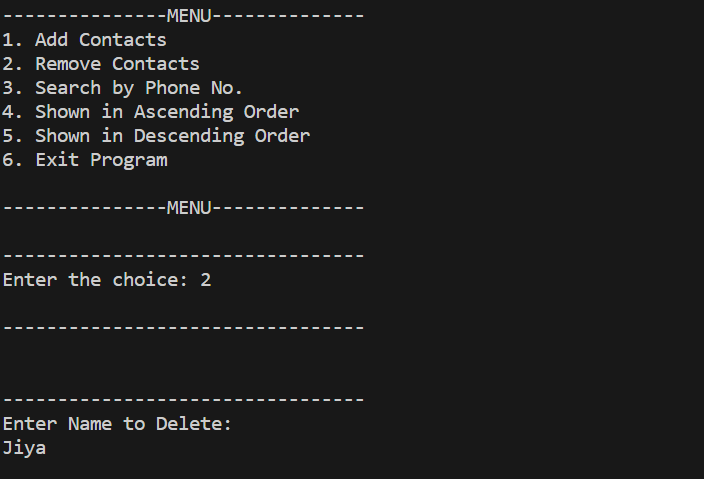 ---------------MENU--------------
1. Add Contacts
2. Remove Contacts
3. Search by Phone No.
4. Shown in Ascending Order
5. Shown in Descending Order
6. Exit Program
---------------MENU--------------
---------------------------------
Enter the choice: 2
---------------------------------
---------------------------------
Enter Name to Delete:
Jiya